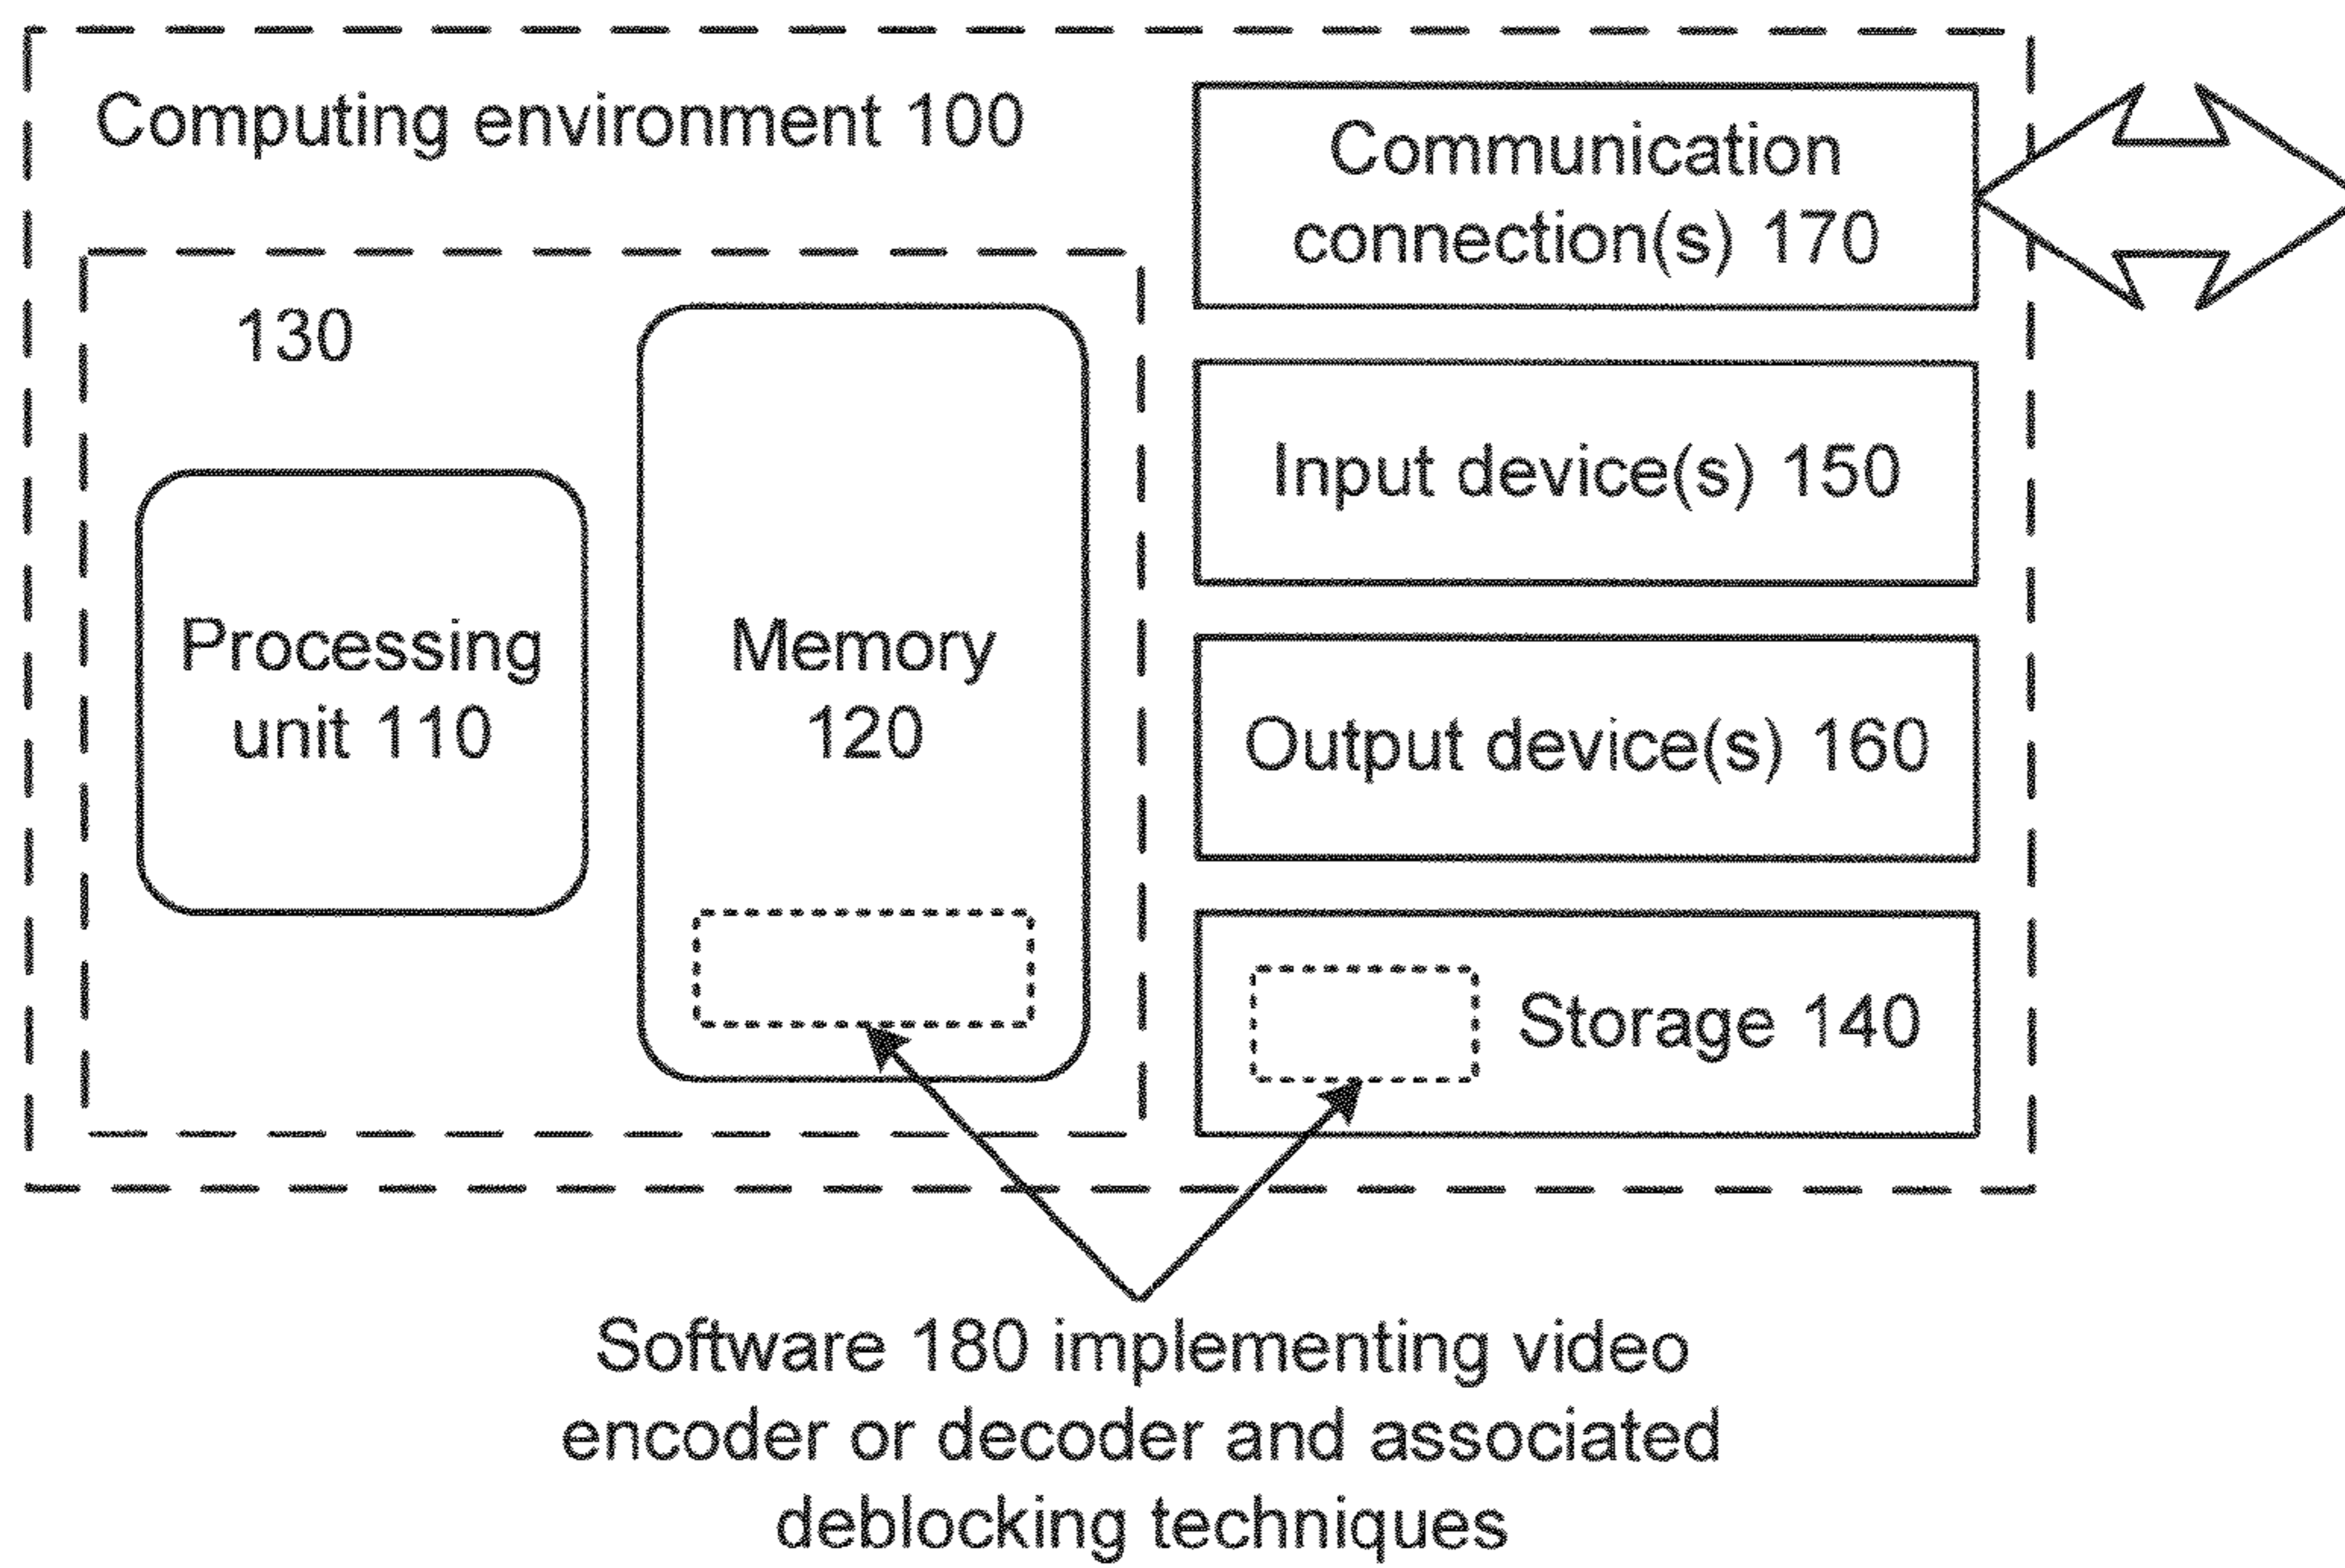 Computing environment 100
130
Processing
unit 110
Memory
120
Communication
connection(s) 170
Input device(s) 150
Output device(s) 160
Storage 140
Software 180 implementing video
encoder or decoder and associated
deblocking techniques